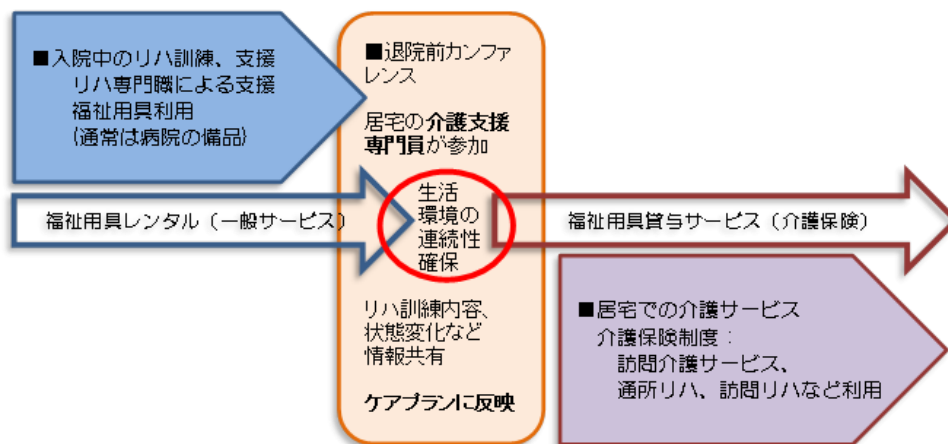 ■入院中のリハ訓練、支援
リハ専門職による支援
福祉用具利用
(通常は病院の備品)
福祉用具レンタル（一般サービス）
■退院前カンファ
レンス
居宅の介護支援
専門員が参加
生活
環境の
連続性
確保
リハ訓練内容、
状態変化など
情報共有
ケアプランに反映
福祉用具貸与サービス（介護保険）
■居宅での介護サービス
介護保険制度：
訪問介護サービス、
通所リハ、訪問リハなど利用